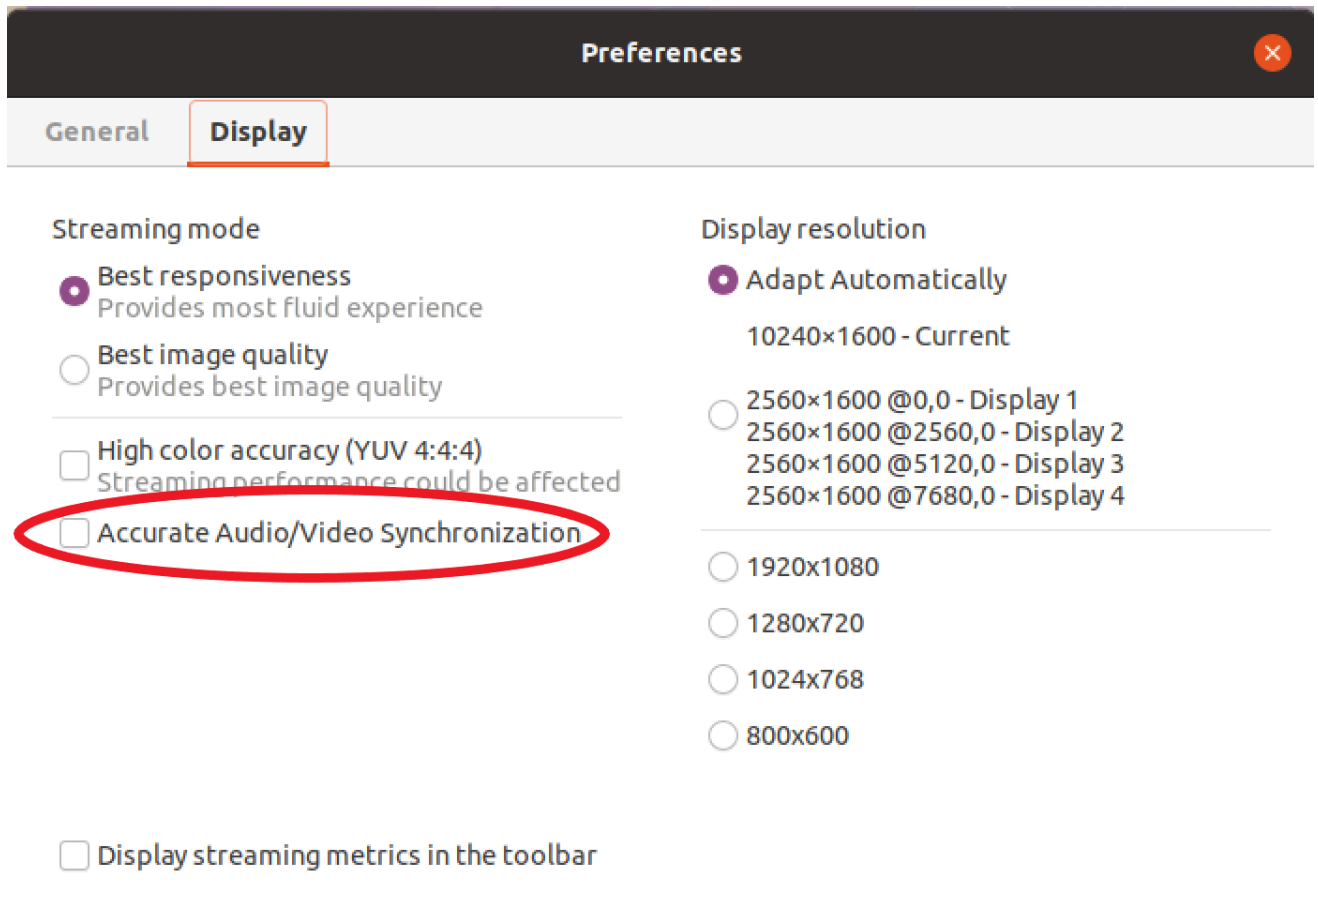 Preferences
General
Display
Streaming mode
Best responsiveness
Provides most fluid experience
Best image quality
Provides best image quality
High color accuracy (YUV 4:4:4)
Streaming performance could be affected
Accurate Audio/Video Synchronization
Display streaming metrics in the toolbar
Display resolution
Adapt Automatically
10240×1600 - Current
2560×1600 @0,0 - Display 1
2560×1600 @2560,0 - Display 2
2560×1600 @5120,0 - Display 3
2560×1600 @7680,0 - Display 4
1920x1080
1280x720
1024x768
800x600